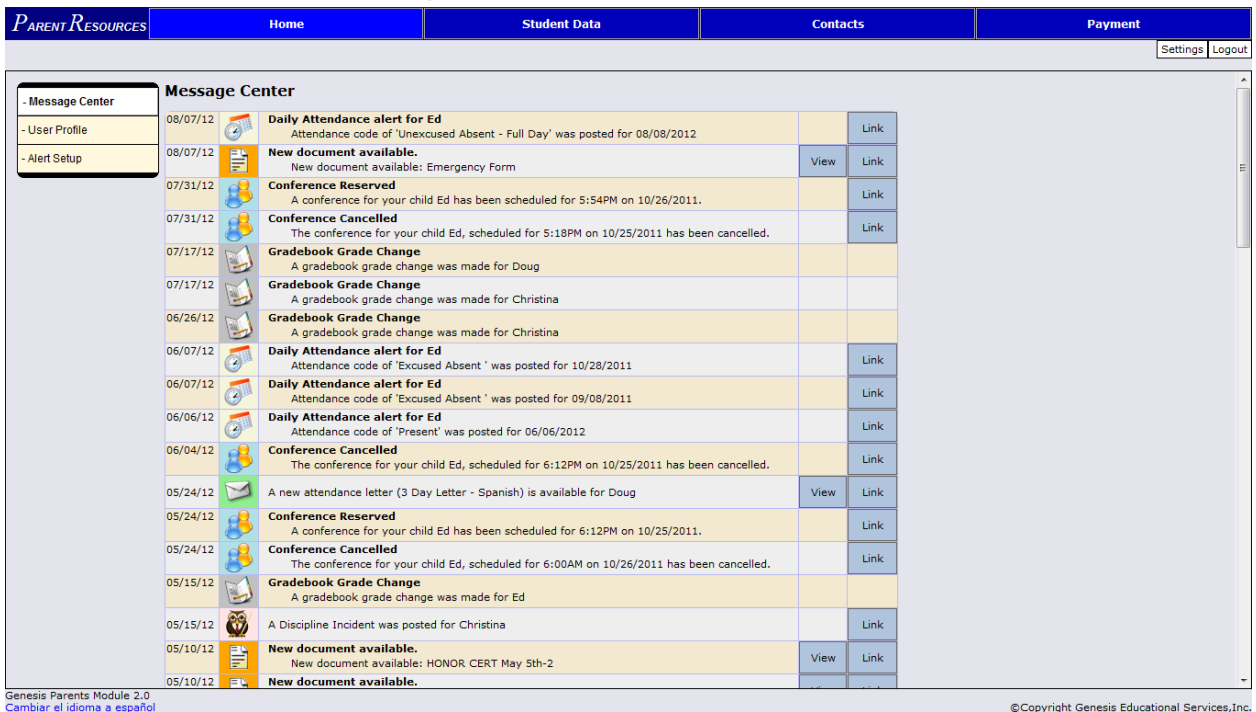 PARENT RESOURCES Home Student Data Contacts Payment
Settings Logout
Message Center
- Message Center
- User Profile
- Alert Setup
08/07/12 Daily Attendance alert for Ed
Attendance code of 'Unexcused Absent - Full Day' was posted for 08/08/2012
Link
08/07/12 New document available.
New document available: Emergency Form
View Link
07/31/12 Conference Reserved
A conference for your child Ed has been scheduled for 5:54PM on 10/26/2011.
Link
07/31/12 Conference Cancelled
The conference for your child Ed, scheduled for 5:18PM on 10/25/2011 has been cancelled.
Link
07/17/12 Gradebook Grade Change
A gradebook grade change was made for Doug
07/17/12 Gradebook Grade Change
A gradebook grade change was made for Christina
06/26/12 Gradebook Grade Change
A gradebook grade change was made for Christina
06/07/12 Daily Attendance alert for Ed
Attendance code of 'Excused Absent ' was posted for 10/28/2011
Link
06/07/12 Daily Attendance alert for Ed
Attendance code of 'Excused Absent ' was posted for 09/08/2011
Link
06/06/12 Daily Attendance alert for Ed
Attendance code of 'Present' was posted for 06/06/2012
Link
06/04/12 Conference Cancelled
The conference for your child Ed, scheduled for 6:12PM on 10/25/2011 has been cancelled.
Link
05/24/12 A new attendance letter (3 Day Letter - Spanish) is available for Doug View Link
05/24/12 Conference Reserved
A conference for your child Ed has been scheduled for 6:12PM on 10/25/2011.
Link
05/24/12 Conference Cancelled
The conference for your child Ed, scheduled for 6:00AM on 10/26/2011 has been cancelled.
Link
05/15/12 Gradebook Grade Change
A gradebook grade change was made for Ed
05/15/12 A Discipline Incident was posted for Christina Link
05/10/12 New document available.
New document available: HONOR CERT May 5th-2
View Link
05/10/12 New document available.
Genesis Parents Module 2.0
Cambiar el idioma a español
©Copyright Genesis Educational Services,Inc.